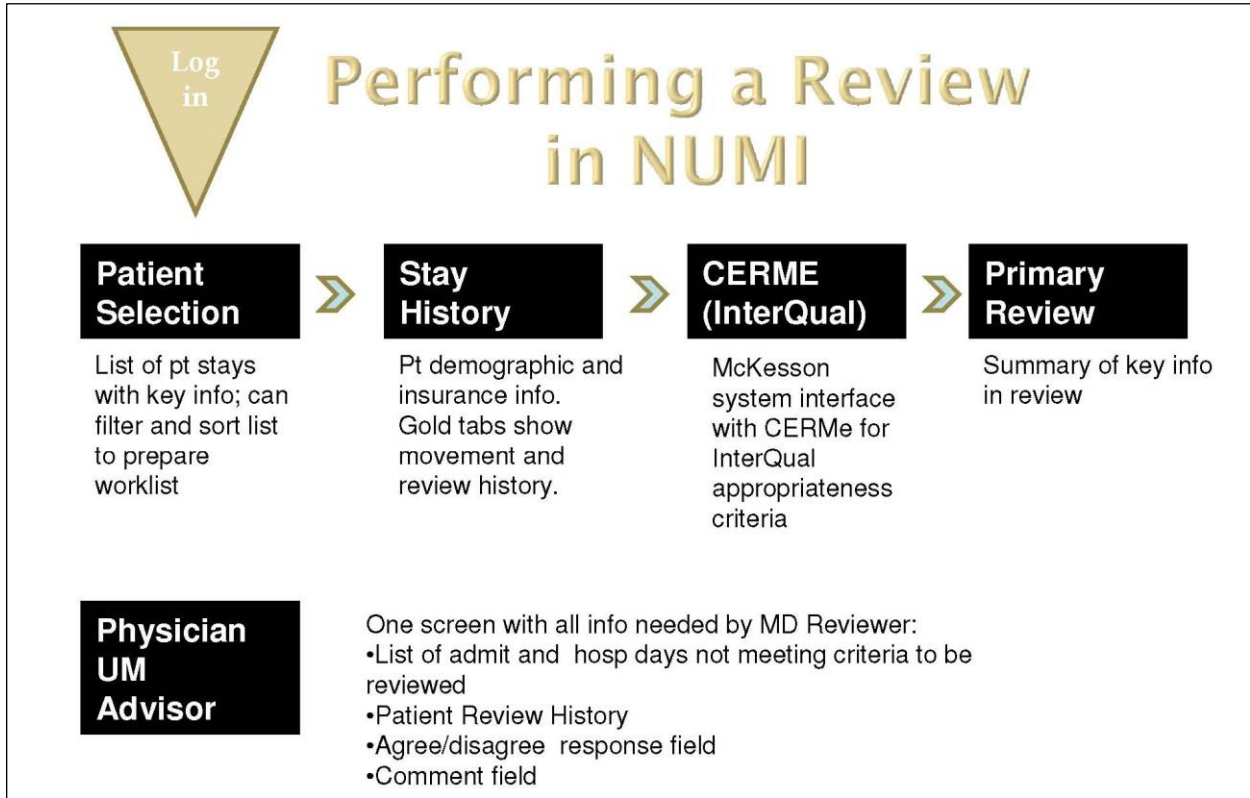 Log
in
Performing a Review
in NUMI
Patient
Selection
List of pt stays
with key info; can
filter and sort list
to prepare
worklist
Stay
History
Pt demographic and
insurance info.
Gold tabs show
movement and
review history.
CERME
(InterQual)
McKesson
system interface
with CERMe for
InterQual
appropriateness
criteria
Primary
Review
Summary of key info
in review
Physician
UM
Advisor
One screen with all info needed by MD Reviewer:
•List of admit and  hosp days not meeting criteria to be
reviewed
•Patient Review History
•Agree/disagree  response field
•Comment field